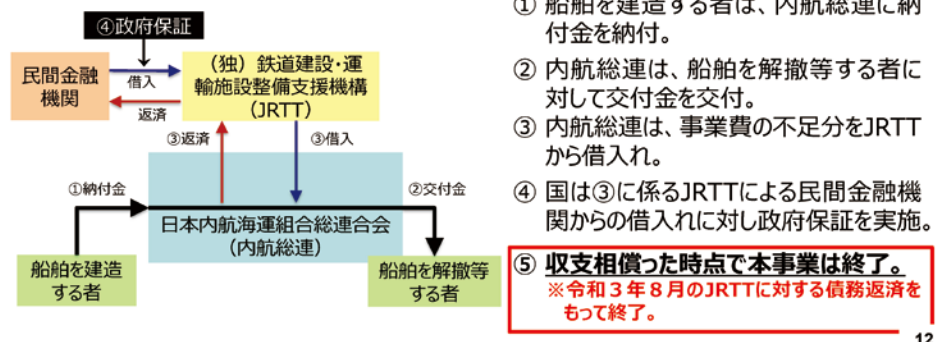 ④政府保証
民間金融
機関
借入
返済
（独）鉄道建設・運
輸施設整備支援機構
（JRTT）
③返済
③借入
①納付金
②交付金
日本内航海運組合総連合会
（内航総連）
船舶を建造
する者
船舶を解撤等
する者
① 船舶を建造する者は、内航総連に納
付金を納付。
② 内航総連は、船舶を解撤等する者に
対して交付金を交付。
③ 内航総連は、事業費の不足分をJRTT
から借入れ。
④ 国は③に係るJRTTによる民間金融機
関からの借入れに対し政府保証を実施。
⑤ 収支相償った時点で本事業は終了。
※令和３年８月のJRTTに対する債務返済を
もって終了。
12